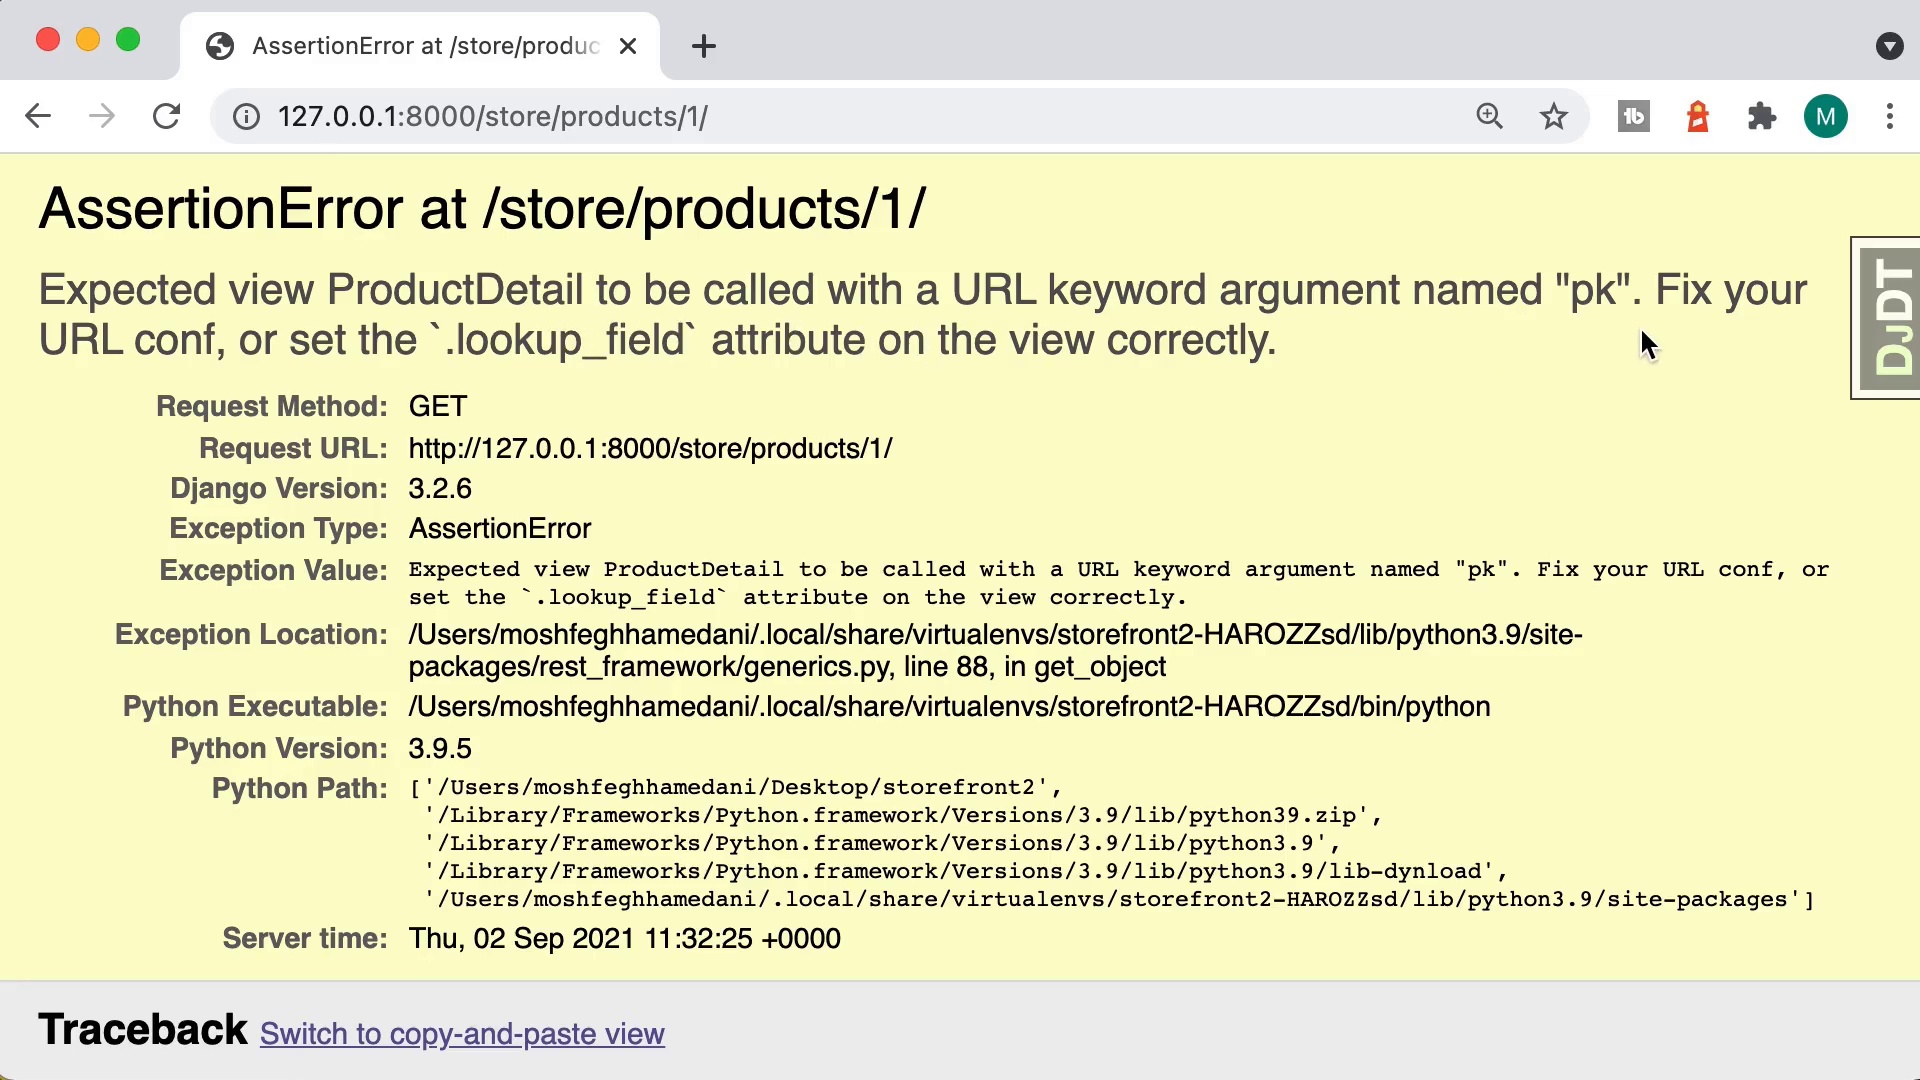 AssertionError at /store/produc
127.0.0.1:8000/store/products/1/
M
AssertionError at /store/products/1/
Expected view ProductDetail to be called with a URL keyword argument named "pk". Fix your
URL conf, or set the `.lookup_field` attribute on the view correctly.
DJDT
Request Method: GET
Request URL: http://127.0.0.1:8000/store/products/1/
Django Version: 3.2.6
Exception Type: AssertionError
Exception Value: Expected view ProductDetail to be called with a URL keyword argument named "pk". Fix your URL conf, or
set the `.lookup_field` attribute on the view correctly.
Exception Location: /Users/moshfeghhamedani/.local/share/virtualenvs/storefront2-HAROZZsd/lib/python3.9/site-
packages/rest_framework/generics.py, line 88, in get_object
Python Executable: /Users/moshfeghhamedani/.local/share/virtualenvs/storefront2-HAROZZsd/bin/python
Python Version: 3.9.5
Python Path: ['/Users/moshfeghhamedani/Desktop/storefront2',
'/Library/Frameworks/Python.framework/Versions/3.9/lib/python39.zip',
'/Library/Frameworks/Python.framework/Versions/3.9/lib/python3.9',
'/Library/Frameworks/Python.framework/Versions/3.9/lib/python3.9/lib-dynload',
'/Users/moshfeghhamedani/.local/share/virtualenvs/storefront2-HAROZZsd/lib/python3.9/site-packages']
Server time: Thu, 02 Sep 2021 11:32:25 +0000
Traceback Switch to copy-and-paste view